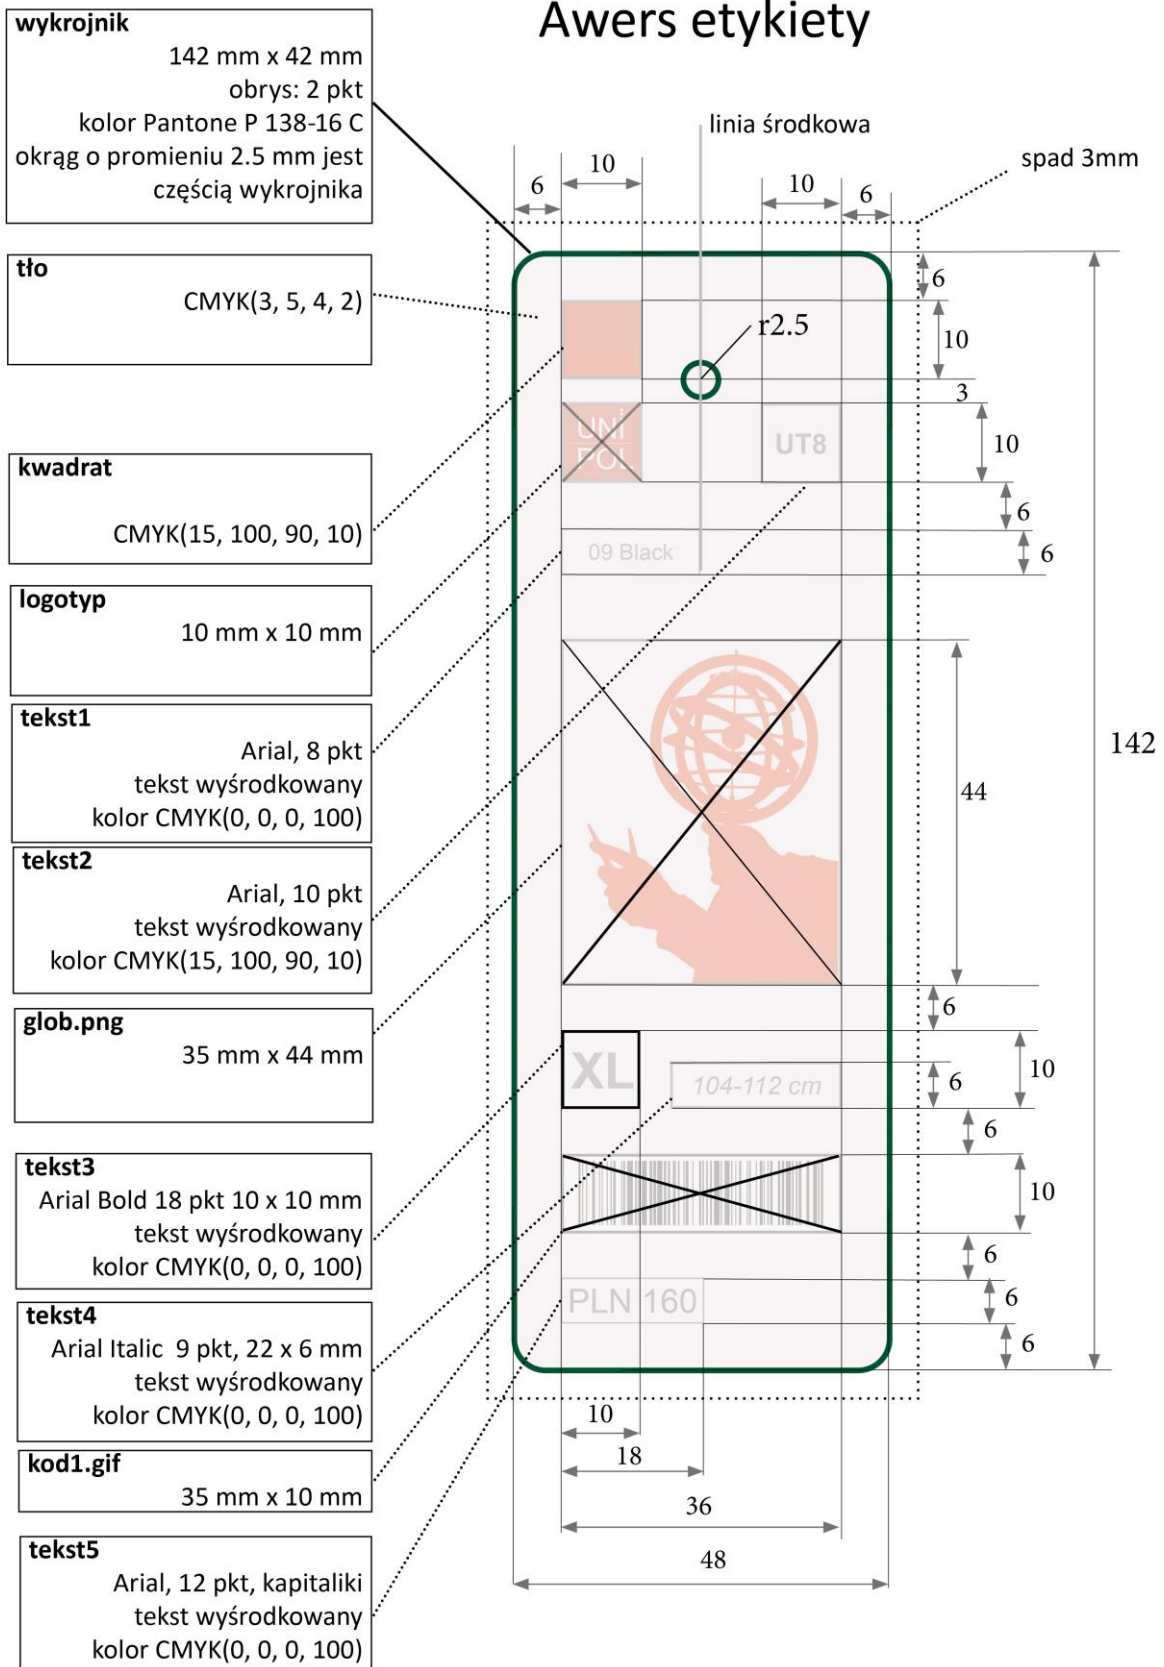 Awers etykiety
wykrojnik
142 mm x 42 mm
obrys: 2 pkt
kolor Pantone P 138-16 C
okrąg o promieniu 2.5 mm jest
częścią wykrojnika
tło
CMYK(3, 5, 4, 2)
kwadrat
CMYK(15, 100, 90, 10)
logotyp
10 mm x 10 mm
tekst1
Arial, 8 pkt
tekst wyśrodkowany
kolor CMYK(0, 0, 0, 100)
tekst2
Arial, 10 pkt
tekst wyśrodkowany
kolor CMYK(15, 100, 90, 10)
glob.png
35 mm x 44 mm
tekst3
Arial Bold 18 pkt 10 x 10 mm
tekst wyśrodkowany
kolor CMYK(0, 0, 0, 100)
tekst4
Arial Italic 9 pkt, 22 x 6 mm
tekst wyśrodkowany
kolor CMYK(0, 0, 0, 100)
kod1.gif
35 mm x 10 mm
tekst5
Arial, 12 pkt, kapitaliki
tekst wyśrodkowany
kolor CMYK(0, 0, 0, 100)
linia środkowa
spad 3mm
6
10
10
6
6
r2.5
10
3
UNi
POL
UT8
10
6
09 Black
6
142
44
6
XL
104-112 cm
6
10
6
10
6
PLN 160
6
6
10
18
36
48